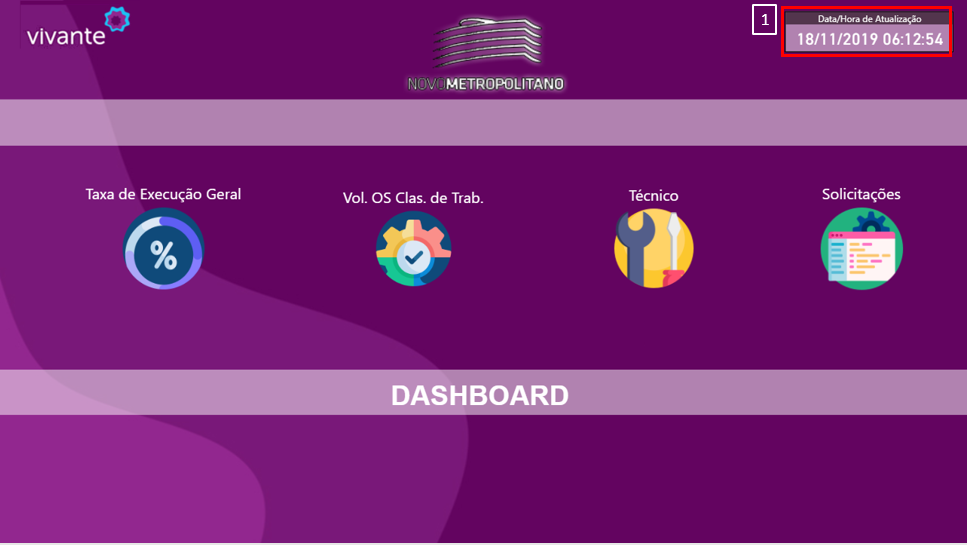 vivante
NOVOMETROPOLITANO
1
Data/Hora de Atualização
18/11/2019 06:12:54
Taxa de Execução Geral
Vol. OS Clas. de Trab.
Técnico
Solicitações
%
DASHBOARD